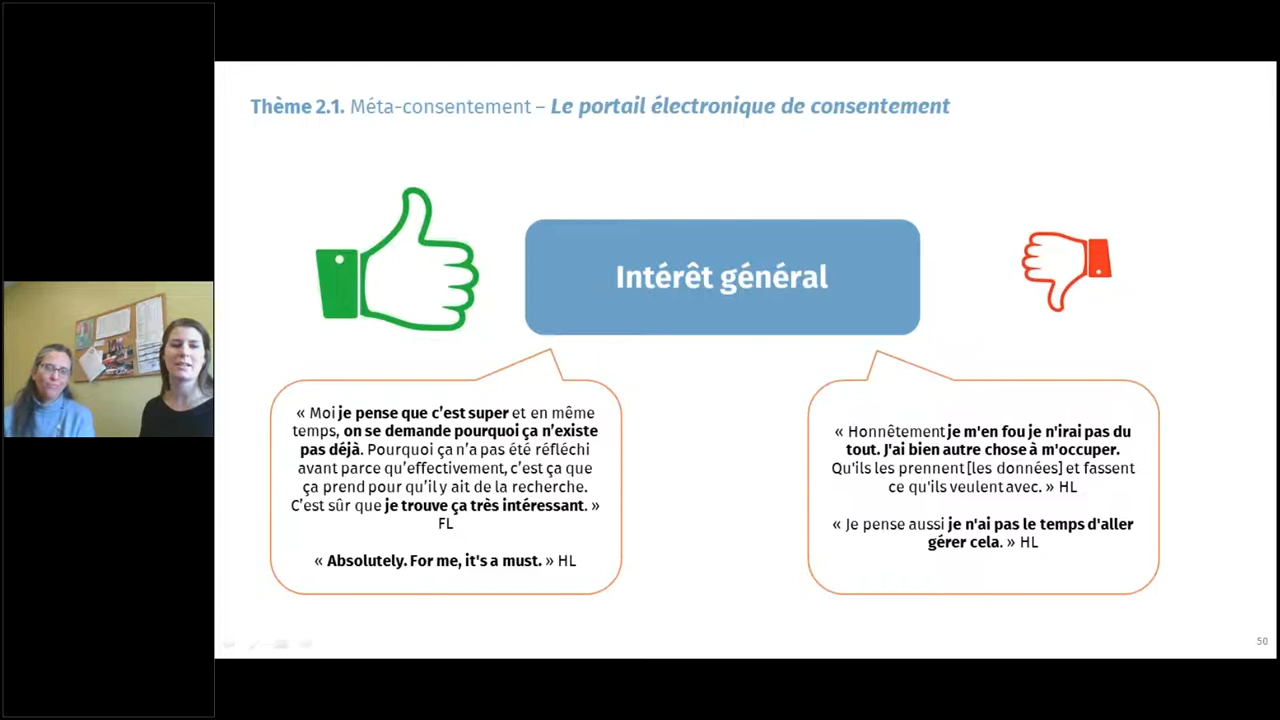 Thème 2.1. Méta-consentement – Le portail électronique de consentement
Intérêt général
« Moi je pense que c'est super et en même
temps, on se demande pourquoi ça n'existe
pas déjà. Pourquoi ça n'a pas été réfléchi
avant parce qu'effectivement, c'est ça que
ça prend pour qu'il y ait de la recherche.
C'est sûr que je trouve ça très intéressant. »
FL
« Absolutely. For me, it's a must. » HL
« Honnêtement je m'en fou je n'irai pas du
tout. J'ai bien autre chose à m'occuper.
Qu'ils les prennent [les données] et fassent
ce qu'ils veulent avec. » HL
« Je pense aussi je n'ai pas le temps d'aller
gérer cela. » HL
50